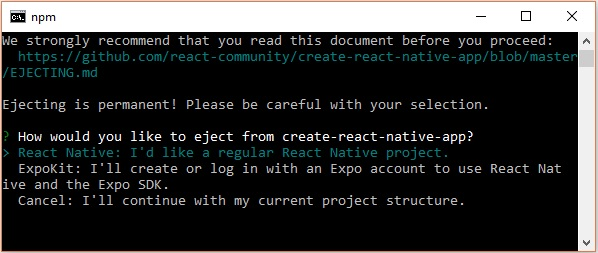 npm
We strongly recommend that you read this document before you proceed:
https://github.com/react-community/create-react-native-app/blob/master
/EJECTING.md
Ejecting is permanent! Please be careful with your selection.
? How would you like to eject from create-react-native-app?
> React Native: I'd like a regular React Native project.
ExpoKit: I'll create or log in with an Expo account to use React Nat
ive and the Expo SDK.
Cancel: I'll continue with my current project structure.